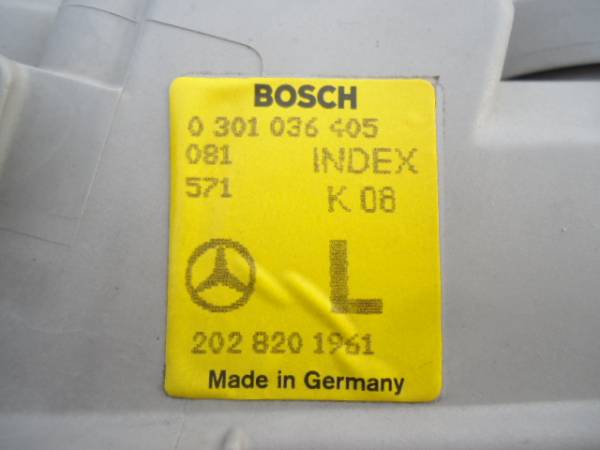 BOSCH
0 301 036 405
081 INDEX
571 K 08
L
202 820 1961
Made in Germany